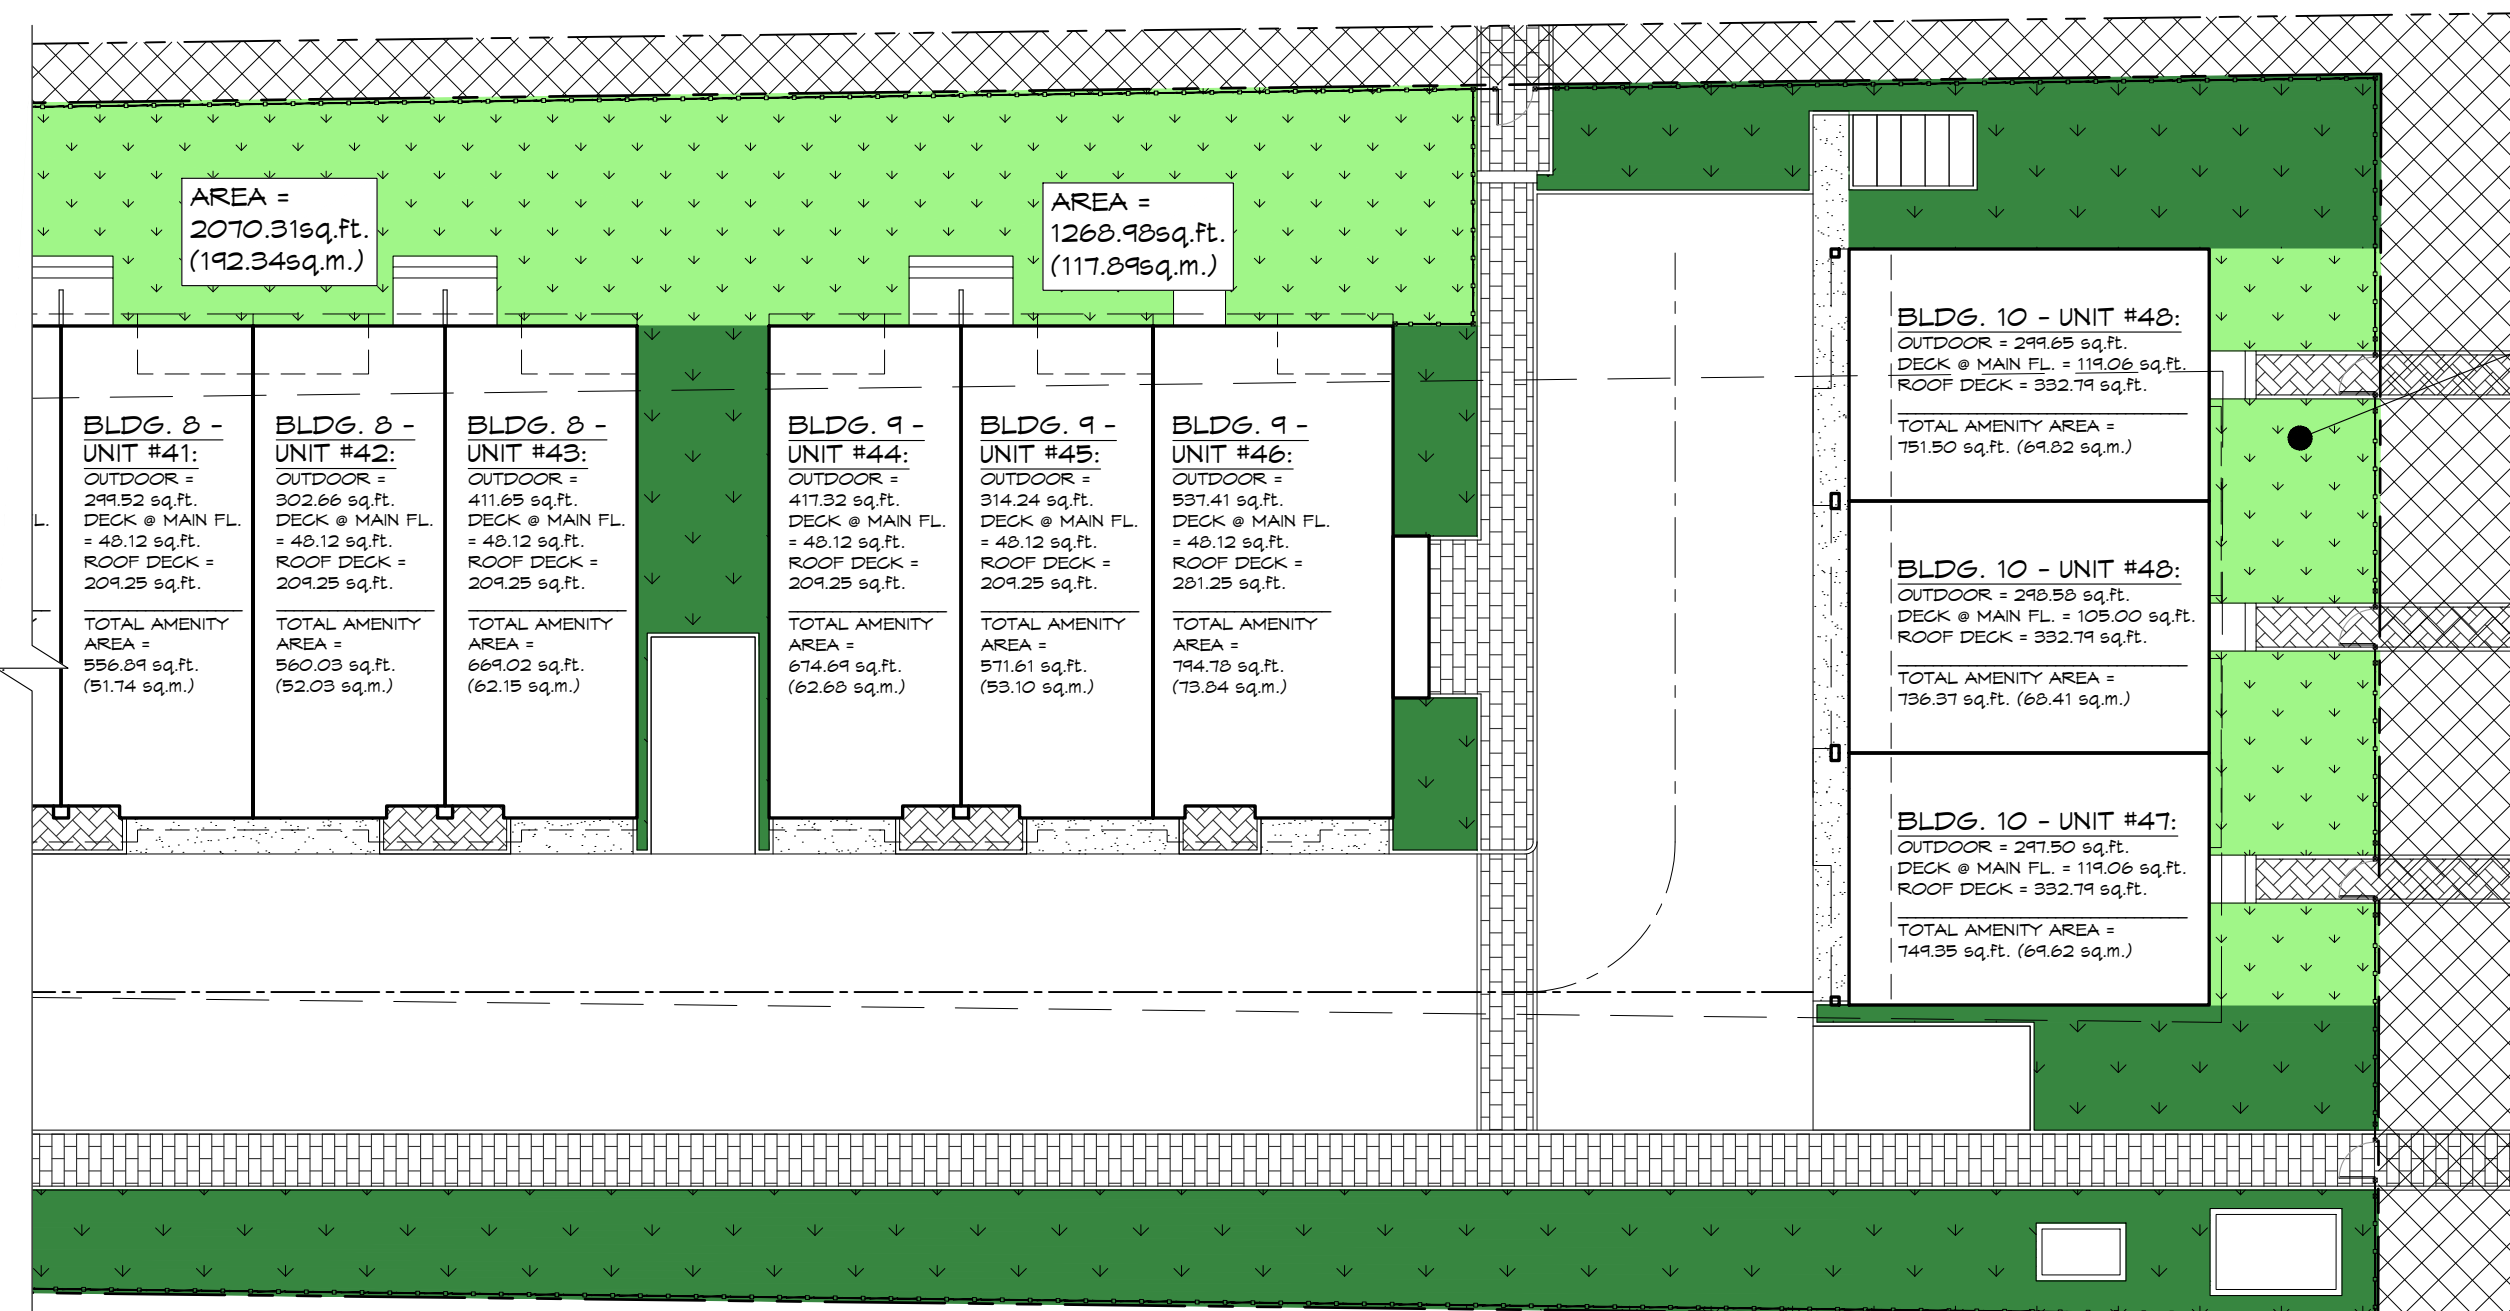 AREA =
2070.31sq.ft.
(192.34sq.m.)
AREA =
1268.98sq.ft.
(117.89sq.m.)
L.
BLDG. 8 -
UNIT #41:
OUTDOOR =
299.52 sq.ft.
DECK @ MAIN FL.
= 48.12 sq.ft.
ROOF DECK =
209.25 sq.ft.
TOTAL AMENITY
AREA =
556.89 sq.ft.
(51.74 sq.m.)
BLDG. 8 -
UNIT #42:
OUTDOOR =
302.66 sq.ft.
DECK @ MAIN FL.
= 48.12 sq.ft.
ROOF DECK =
209.25 sq.ft.
TOTAL AMENITY
AREA =
560.03 sq.ft.
(52.03 sq.m.)
BLDG. 8 -
UNIT #43:
OUTDOOR =
411.65 sq.ft.
DECK @ MAIN FL.
= 48.12 sq.ft.
ROOF DECK =
209.25 sq.ft.
TOTAL AMENITY
AREA =
669.02 sq.ft.
(62.15 sq.m.)
BLDG. 9 -
UNIT #44:
OUTDOOR =
417.32 sq.ft.
DECK @ MAIN FL.
= 48.12 sq.ft.
ROOF DECK =
209.25 sq.ft.
TOTAL AMENITY
AREA =
674.69 sq.ft.
(62.68 sq.m.)
BLDG. 9 -
UNIT #45:
OUTDOOR =
314.24 sq.ft.
DECK @ MAIN FL.
= 48.12 sq.ft.
ROOF DECK =
209.25 sq.ft.
TOTAL AMENITY
AREA =
571.61 sq.ft.
(53.10 sq.m.)
BLDG. 9 -
UNIT #46:
OUTDOOR =
537.41 sq.ft.
DECK @ MAIN FL.
= 48.12 sq.ft.
ROOF DECK =
281.25 sq.ft.
TOTAL AMENITY
AREA =
794.78 sq.ft.
(73.84 sq.m.)
BLDG. 10 - UNIT #48:
OUTDOOR = 299.65 sq.ft.
DECK @ MAIN FL. = 119.06 sq.ft.
ROOF DECK = 332.79 sq.ft.
TOTAL AMENITY AREA =
751.50 sq.ft. (69.82 sq.m.)
BLDG. 10 - UNIT #48:
OUTDOOR = 298.58 sq.ft.
DECK @ MAIN FL. = 105.00 sq.ft.
ROOF DECK = 332.79 sq.ft.
TOTAL AMENITY AREA =
736.37 sq.ft. (68.41 sq.m.)
BLDG. 10 - UNIT #47:
OUTDOOR = 297.50 sq.ft.
DECK @ MAIN FL. = 119.06 sq.ft.
ROOF DECK = 332.79 sq.ft.
TOTAL AMENITY AREA =
749.35 sq.ft. (69.62 sq.m.)